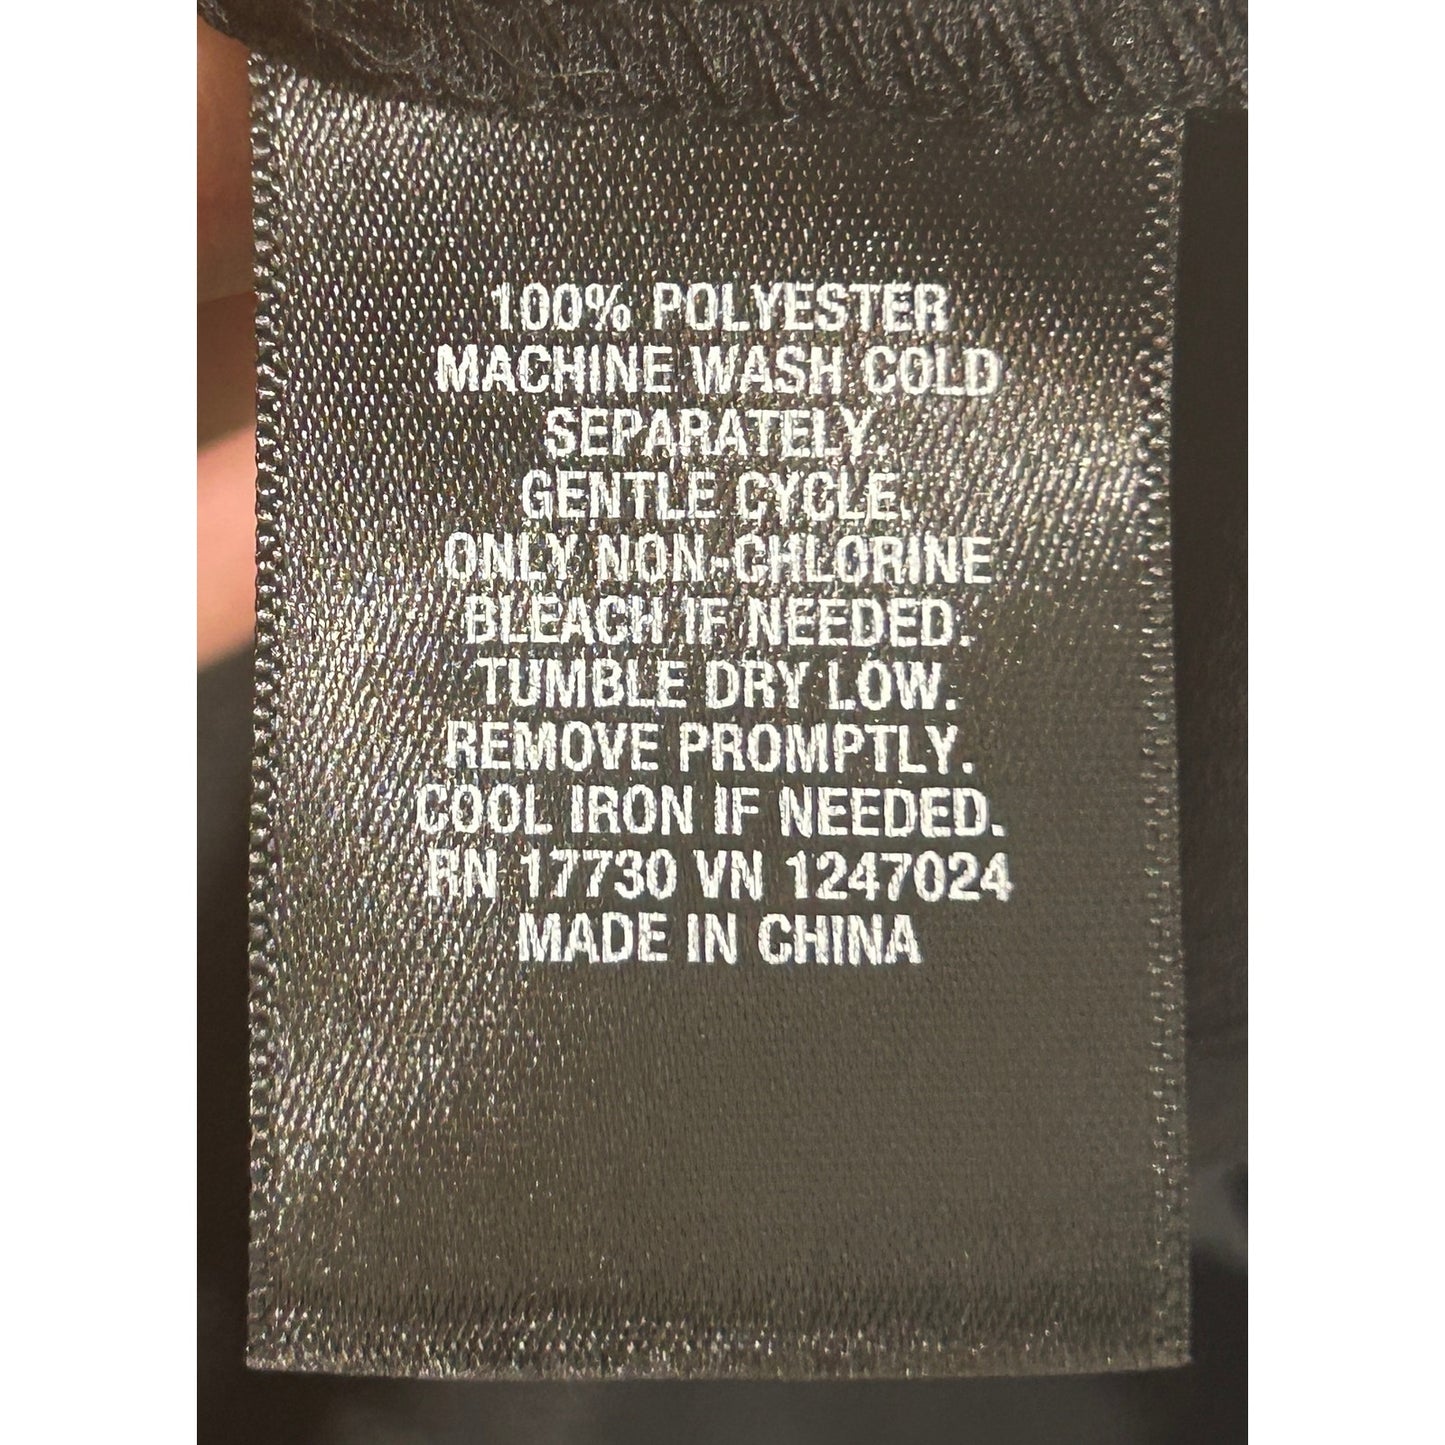 100% POLYESTER
MACHINE WASH COLD
SEPARATELY.
GENTLE CYCLE.
ONLY NON-CHLORINE
BLEACH IF NEEDED.
TUMBLE DRY LOW.
REMOVE PROMPTLY.
COOL IRON IF NEEDED.
RN 17730 VN 1247024
MADE IN CHINA